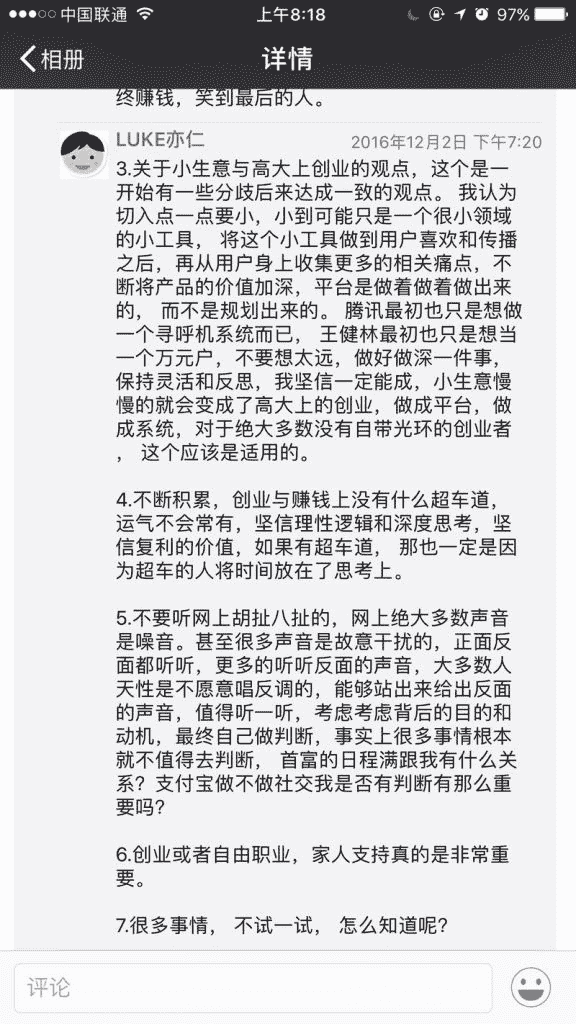 中国联通
上午8:18
97%
相册
详情
终赚钱，笑到最后的人。
LUKE亦仁
2016年12月2日 下午7:20
3.关于小生意与高大上创业的观点，这个是一
开始有一些分歧后来达成一致的观点。 我认为
切入点一点要小，小到可能只是一个很小领域
的小工具， 将这个小工具做到用户喜欢和传播
之后，再从用户身上收集更多的相关痛点，不
断将产品的价值加深，平台是做着做着做出来
的， 而不是规划出来的。 腾讯最初也只是想做
一个寻呼机系统而已， 王健林最初也只是想当
一个万元户，不要想太远，做好做深一件事，
保持灵活和反思，我坚信一定能成，小生意慢
慢的就会变成了高大上的创业，做成平台，做
成系统，对于绝大多数没有自带光环的创业者
， 这个应该是适用的。
4.不断积累，创业与赚钱上没有什么超车道，
运气不会常有，坚信理性逻辑和深度思考，坚
信复利的价值，如果有超车道， 那也一定是因
为超车的人将时间放在了思考上。
5.不要听网上胡扯八扯的，网上绝大多数声音
是噪音。甚至很多声音是故意干扰的，正面反
面都听听，更多的听听反面的声音，大多数人
天性是不愿意唱反调的，能够站出来给出反面
的声音，值得听一听，考虑考虑背后的目的和
动机，最终自己做判断，事实上很多事情根本
就不值得去判断， 首富的日程满跟我有什么关
系？支付宝做不做社交我是否有判断有那么重
要吗?
6.创业或者自由职业，家人支持真的是非常重
要。
7.很多事情， 不试一试， 怎么知道呢?
评论